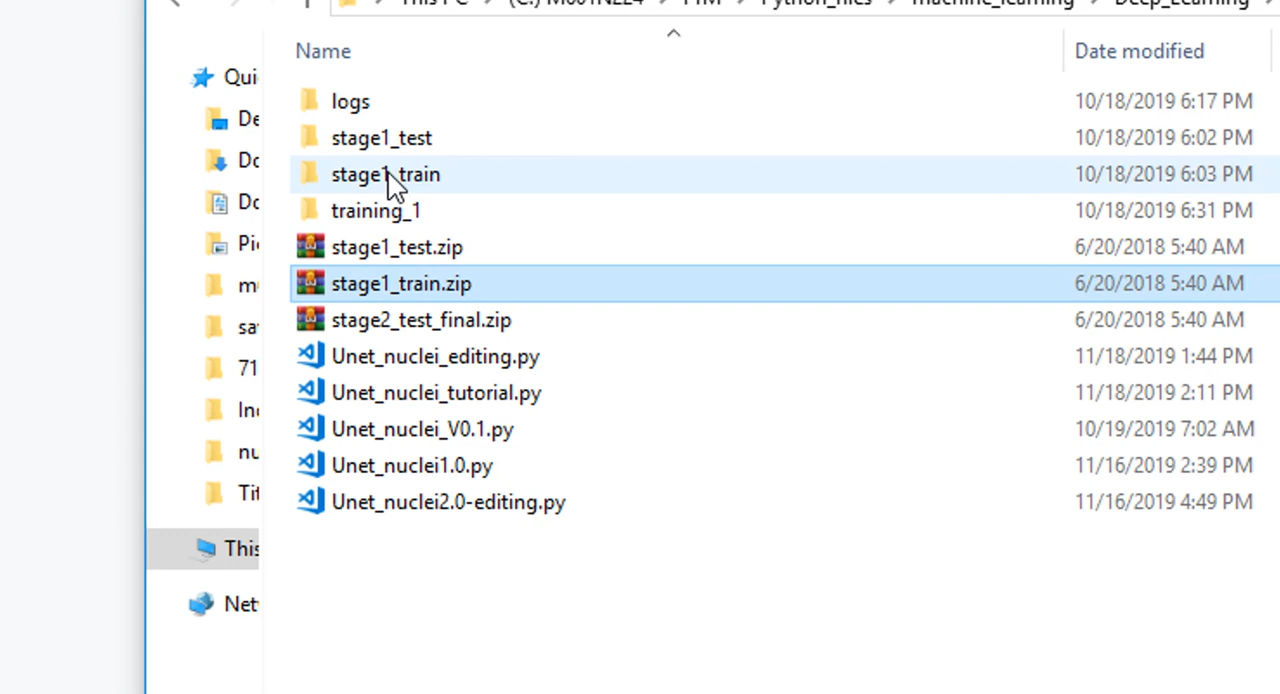 Name Date modified
logs 10/18/2019 6:17 PM
stage1_test 10/18/2019 6:02 PM
stage1_train 10/18/2019 6:03 PM
training_1 10/18/2019 6:31 PM
stage1_test.zip 6/20/2018 5:40 AM
stage1_train.zip 6/20/2018 5:40 AM
stage2_test_final.zip 6/20/2018 5:40 AM
Unet_nuclei_editing.py 11/18/2019 1:44 PM
Unet_nuclei_tutorial.py 11/18/2019 2:11 PM
Unet_nuclei_V0.1.py 10/19/2019 7:02 AM
Unet_nuclei1.0.py 11/16/2019 2:39 PM
Unet_nuclei2.0-editing.py 11/16/2019 4:49 PM
This